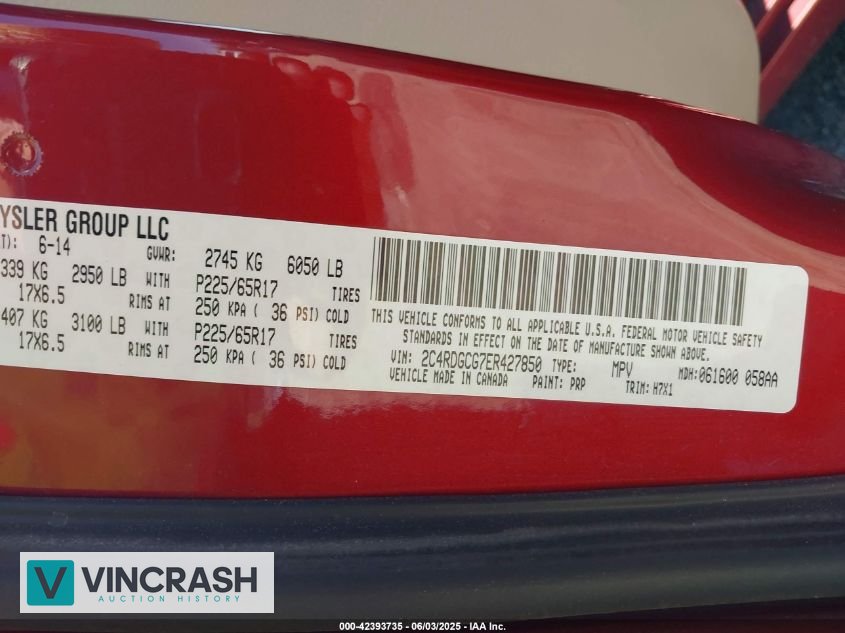 YSLER GROUP LLC
T): 6-14 GVWR: 2745 KG 6050 LB
339 KG 2950 LB WITH P225/65R17 TIRES
17X6.5 RIMS AT 250 KPA ( 36 PSI) COLD
407 KG 3100 LB WITH P225/65R17 TIRES
17X6.5 RIMS AT 250 KPA ( 36 PSI) COLD
THIS VEHICLE CONFORMS TO ALL APPLICABLE U.S.A. FEDERAL MOTOR VEHICLE SAFETY
STANDARDS IN EFFECT ON THE DATE OF MANUFACTURE SHOWN ABOVE.
VIN: 2C4RDGCG7ER427850 TYPE: MPV MDH: 061600 058AA
VEHICLE MADE IN CANADA PAINT: PRP TRIM: H7X1
VINCRASH
AUCTION HISTORY
000-42393735 - 06/03/2025 - IAA Inc.